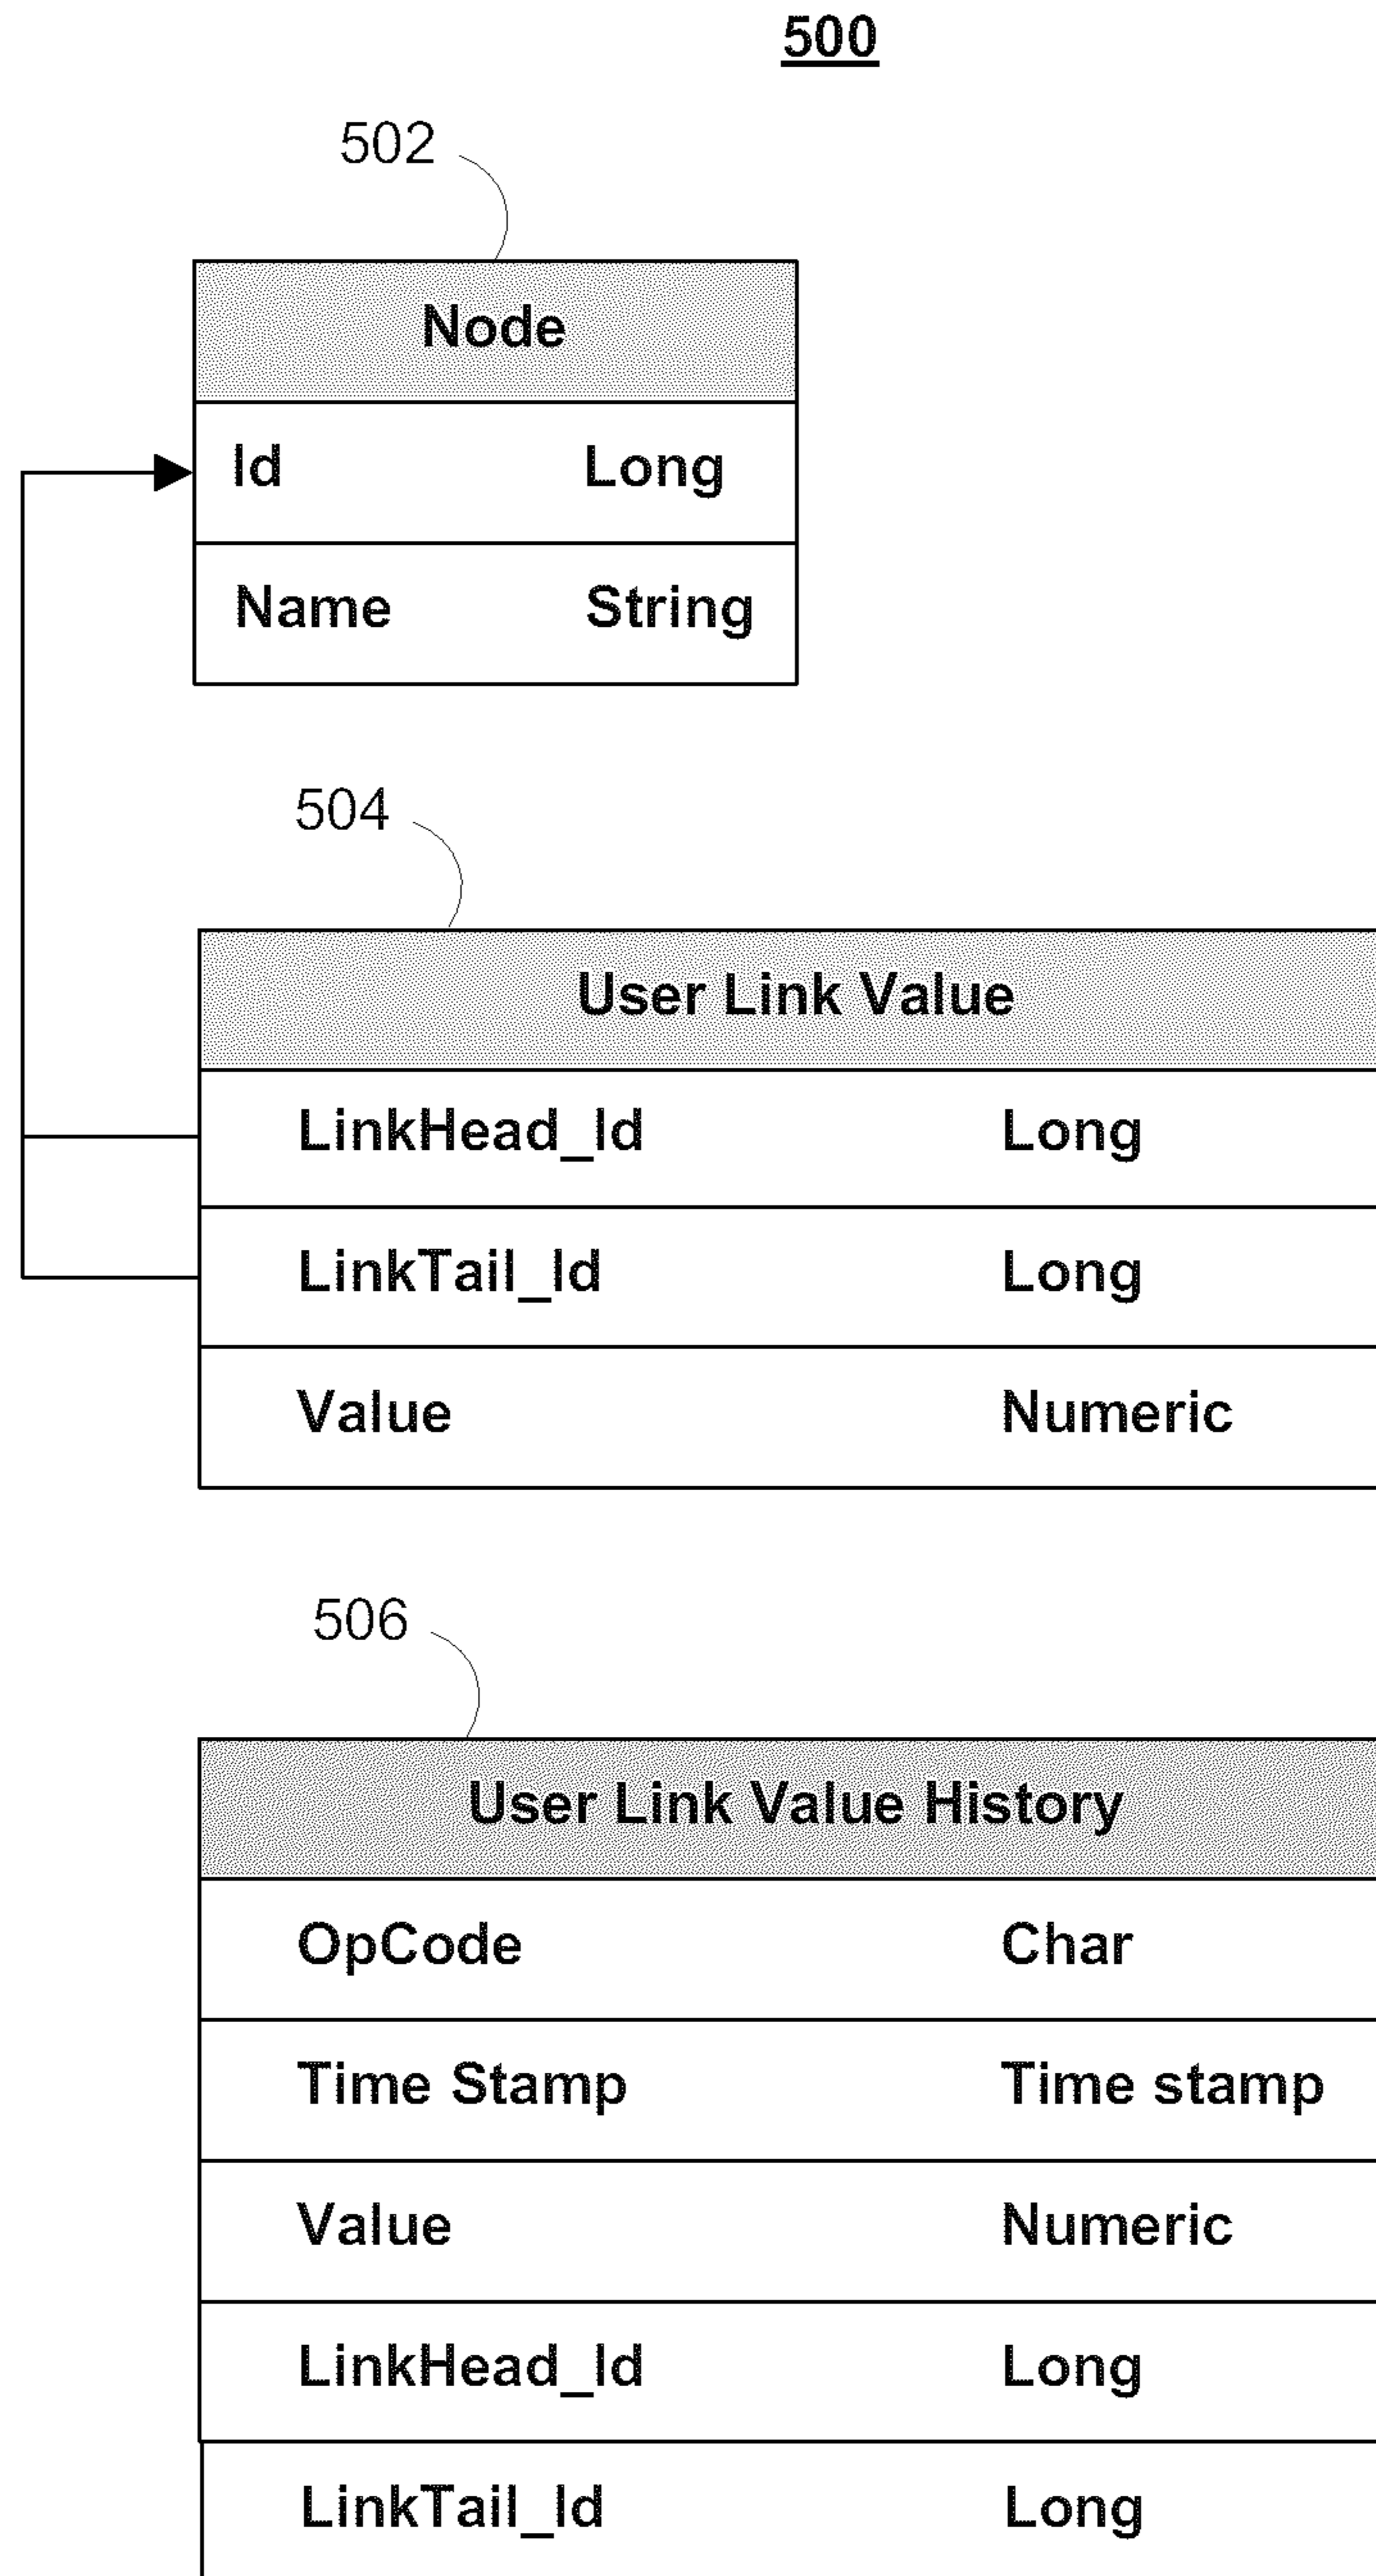 500
502
Node
Id Long
Name String
504
User Link Value
LinkHead_Id Long
LinkTail_Id Long
Value Numeric
506
User Link Value History
OpCode Char
Time Stamp Time stamp
Value Numeric
LinkHead_Id Long
LinkTail_Id Long